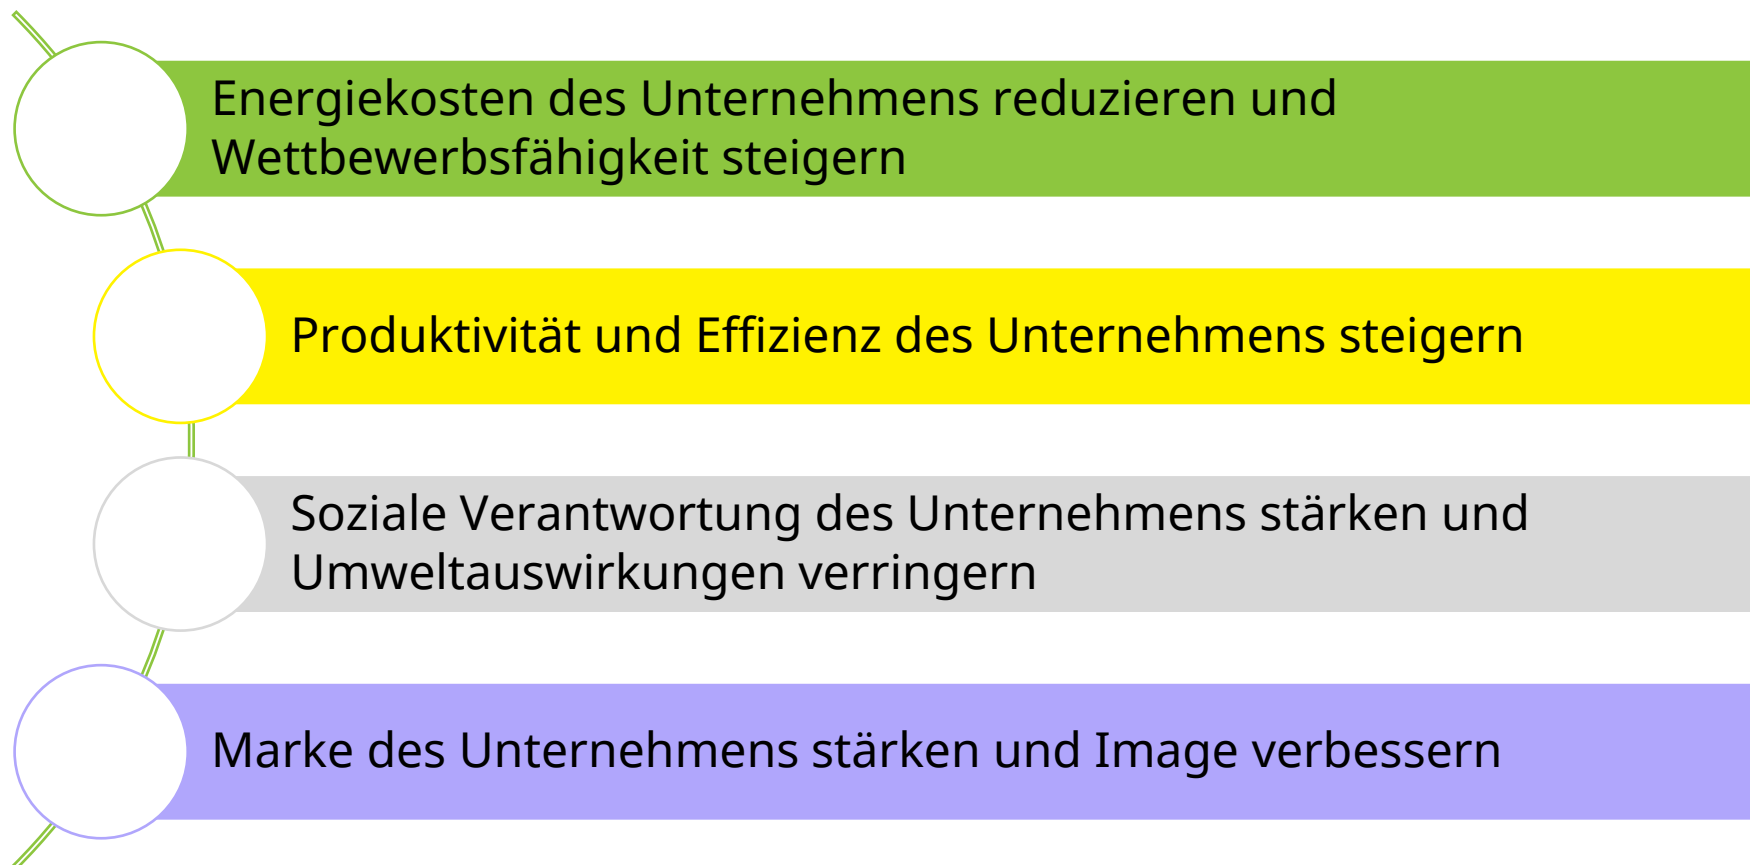 Energiekosten des Unternehmens reduzieren und
Wettbewerbsfähigkeit steigern
Produktivität und Effizienz des Unternehmens steigern
Soziale Verantwortung des Unternehmens stärken und
Umweltauswirkungen verringern
Marke des Unternehmens stärken und Image verbessern